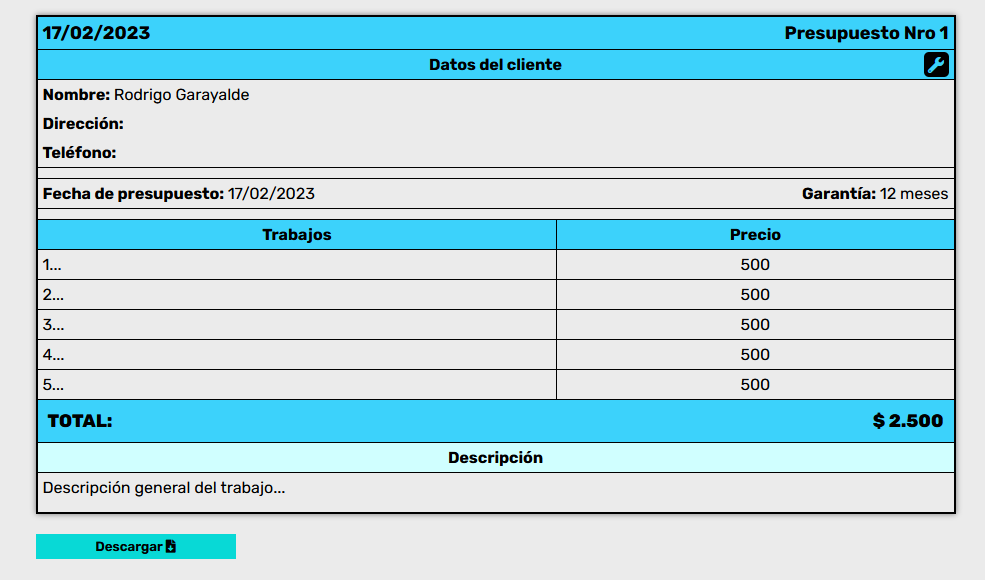 17/02/2023 Presupuesto Nro 1
Datos del cliente
Nombre: Rodrigo Garayalde
Dirección:
Teléfono:
Fecha de presupuesto: 17/02/2023 Garantía: 12 meses
Trabajos Precio
1... 500
2... 500
3... 500
4... 500
5... 500
TOTAL: $ 2.500
Descripción
Descripción general del trabajo...
Descargar